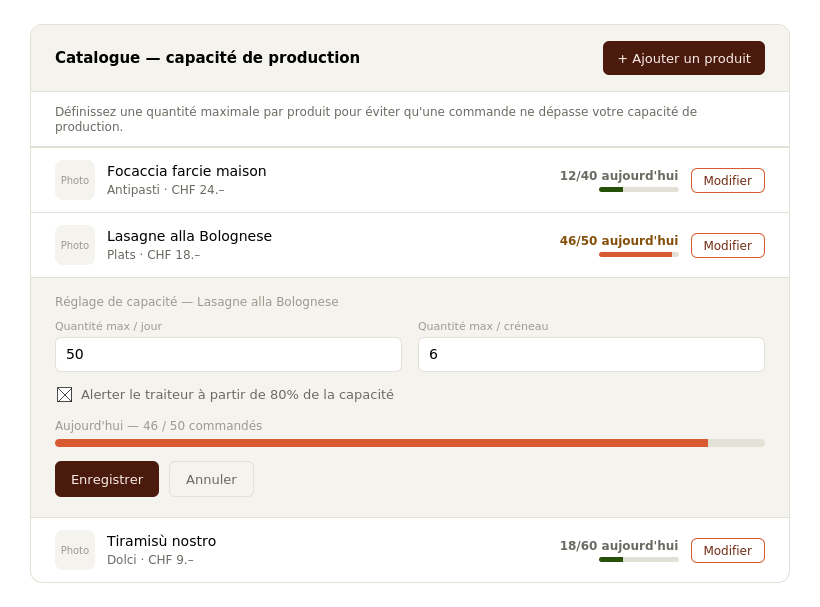 Catalogue — capacité de production
+ Ajouter un produit
Définissez une quantité maximale par produit pour éviter qu'une commande ne dépasse votre capacité de
production.
Photo
Focaccia farcie maison
Antipasti · CHF 24.–
12/40 aujourd'hui
Modifier
Photo
Lasagne alla Bolognese
Plats · CHF 18.–
46/50 aujourd'hui
Modifier
Réglage de capacité — Lasagne alla Bolognese
Quantité max / jour
Quantité max / créneau
50
6
Alerter le traiteur à partir de 80% de la capacité
Aujourd'hui — 46 / 50 commandés
Enregistrer
Annuler
Photo
Tiramisù nostro
Dolci · CHF 9.–
18/60 aujourd'hui
Modifier